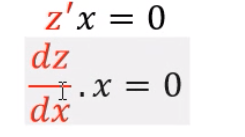 z'x = 0
dz/dx . x = 0